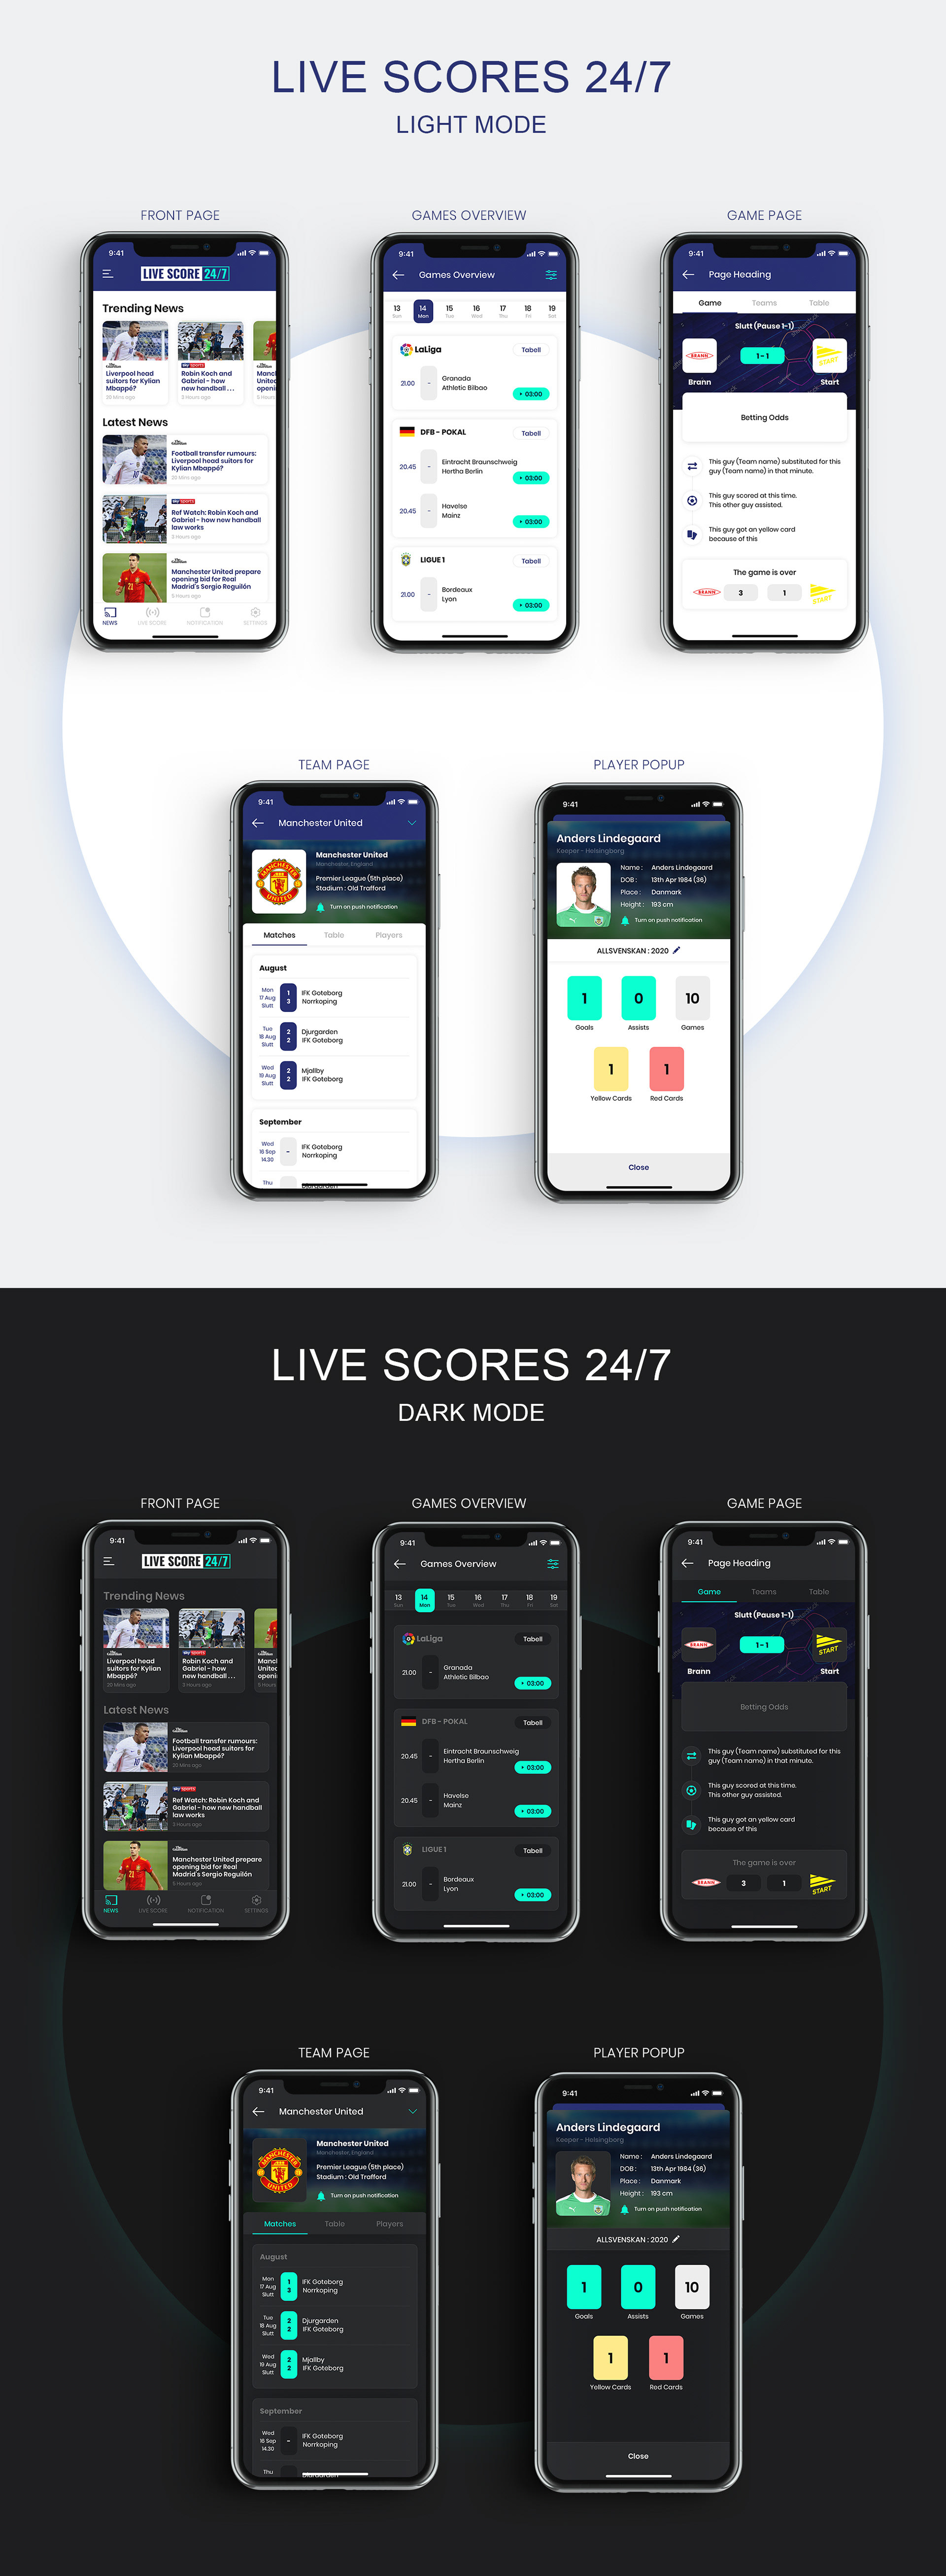 LIVE SCORES 24/7
LIGHT MODE
FRONT PAGE
9:41
LIVE SCORE 24/7
Trending News
Liverpool head
suitors for Kylian
Mbappé?
20 Mins ago
sky sports
Robin Koch and
Gabriel - how
new handball ...
3 Hours ago
Latest News
Football transfer rumours:
Liverpool head suitors for
Kylian Mbappé?
20 Mins ago
sky sports
Ref Watch: Robin Koch and
Gabriel - how new handball
law works
3 Hours ago
Manchester United prepare
opening bid for Real
Madrid's Sergio Reguilón
5 Hours ago
NEWS
LIVE SCORE
NOTIFICATION
SETTINGS
GAMES OVERVIEW
9:41
Games Overview
13 14 15 16 17 18 19
Sun Mon Tue Wed Thu Fri Sat
LaLiga
Tabell
21.00 - Granada
Athletic Bilbao
03:00
DFB - POKAL
Tabell
20.45 - Eintracht Braunschweig
Hertha Berlin
03:00
20.45 - Havelse
Mainz
03:00
LIGUE 1
Tabell
21.00 - Bordeaux
Lyon
03:00
GAME PAGE
9:41
Page Heading
Game Teams Table
Slutt (Pause 1-1)
BRANN
1 - 1
START
Brann
Start
Betting Odds
This guy (Team name) substituted for this
guy (Team name) in that minute.
This guy scored at this time.
This other guy assisted.
This guy got an yellow card
because of this
The game is over
BRANN 3 1 START
TEAM PAGE
9:41
Manchester United
MANCHESTER UNITED
Manchester United
Manchester, England
Premier League (5th place)
Stadium : Old Trafford
Turn on push notification
Matches Table Players
August
Mon
17 Aug
Slutt
1
3
IFK Goteborg
Norrkoping
Tue
18 Aug
Slutt
2
2
Djurgarden
IFK Goteborg
Wed
19 Aug
Slutt
2
2
Mjallby
IFK Goteborg
September
Wed
16 Sep
14.30
-
IFK Goteborg
Norrkoping
Thu
PLAYER POPUP
9:41
Anders Lindegaard
Keeper - Helsingborg
Name : Anders Lindegaard
DOB : 13th Apr 1984 (36)
Place : Danmark
Height : 193 cm
Turn on push notification
ALLSVENSKAN : 2020
1 0 10
Goals Assists Games
1 1
Yellow Cards Red Cards
Close
LIVE SCORES 24/7
DARK MODE
FRONT PAGE
9:41
LIVE SCORE 24/7
Trending News
Liverpool head
suitors for Kylian
Mbappé?
20 Mins ago
sky sports
Robin Koch and
Gabriel - how
new handball ...
3 Hours ago
Latest News
Football transfer rumours:
Liverpool head suitors for
Kylian Mbappé?
20 Mins ago
sky sports
Ref Watch: Robin Koch and
Gabriel - how new handball
law works
3 Hours ago
Manchester United prepare
opening bid for Real
Madrid's Sergio Reguilón
5 Hours ago
NEWS
LIVE SCORE
NOTIFICATION
SETTINGS
GAMES OVERVIEW
9:41
Games Overview
13 14 15 16 17 18 19
Sun Mon Tue Wed Thu Fri Sat
LaLiga
Tabell
21.00 - Granada
Athletic Bilbao
03:00
DFB - POKAL
Tabell
20.45 - Eintracht Braunschweig
Hertha Berlin
03:00
20.45 - Havelse
Mainz
03:00
LIGUE 1
Tabell
21.00 - Bordeaux
Lyon
03:00
GAME PAGE
9:41
Page Heading
Game Teams Table
Slutt (Pause 1-1)
BRANN
1 - 1
START
Brann
Start
Betting Odds
This guy (Team name) substituted for this
guy (Team name) in that minute.
This guy scored at this time.
This other guy assisted.
This guy got an yellow card
because of this
The game is over
BRANN 3 1 START
TEAM PAGE
9:41
Manchester United
MANCHESTER UNITED
Manchester United
Manchester, England
Premier League (5th place)
Stadium : Old Trafford
Turn on push notification
Matches Table Players
August
Mon
17 Aug
Slutt
1
3
IFK Goteborg
Norrkoping
Tue
18 Aug
Slutt
2
2
Djurgarden
IFK Goteborg
Wed
19 Aug
Slutt
2
2
Mjallby
IFK Goteborg
September
Wed
16 Sep
14.30
-
IFK Goteborg
Norrkoping
Thu
PLAYER POPUP
9:41
Anders Lindegaard
Keeper - Helsingborg
Name : Anders Lindegaard
DOB : 13th Apr 1984 (36)
Place : Danmark
Height : 193 cm
Turn on push notification
ALLSVENSKAN : 2020
1 0 10
Goals Assists Games
1 1
Yellow Cards Red Cards
Close